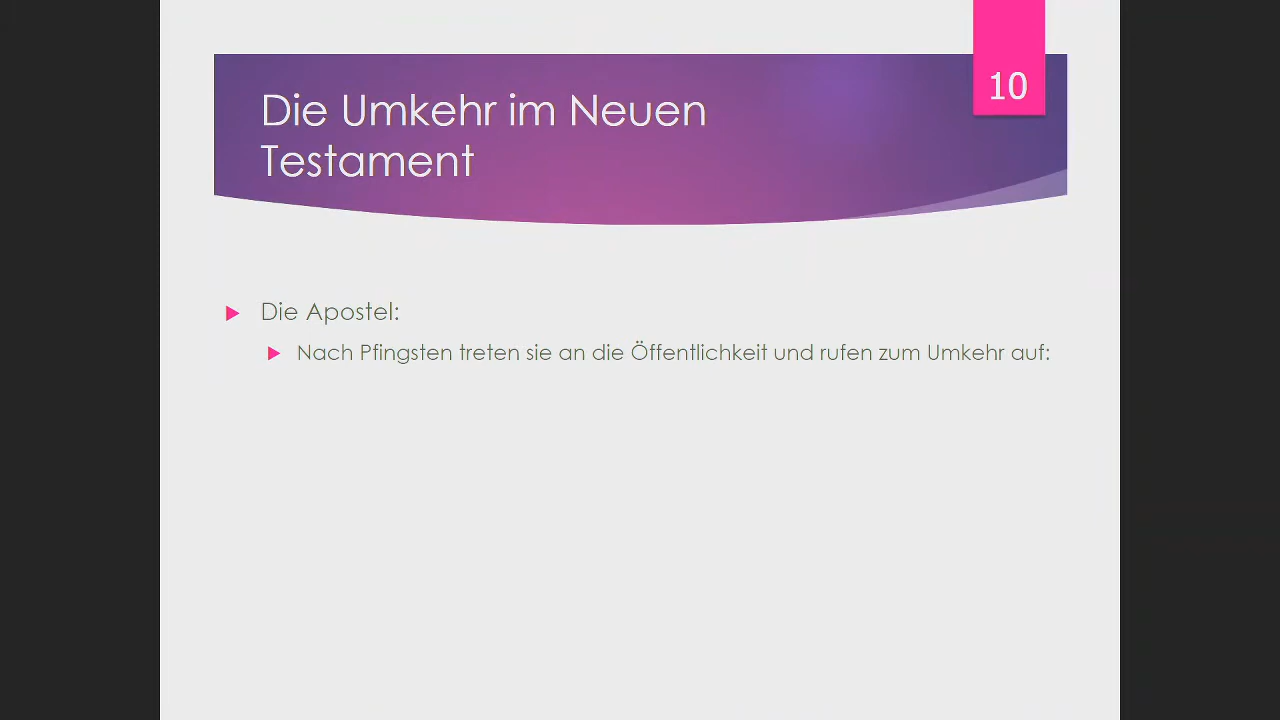 10
Die Umkehr im Neuen
Testament
Die Apostel:
Nach Pfingsten treten sie an die Öffentlichkeit und rufen zum Umkehr auf: